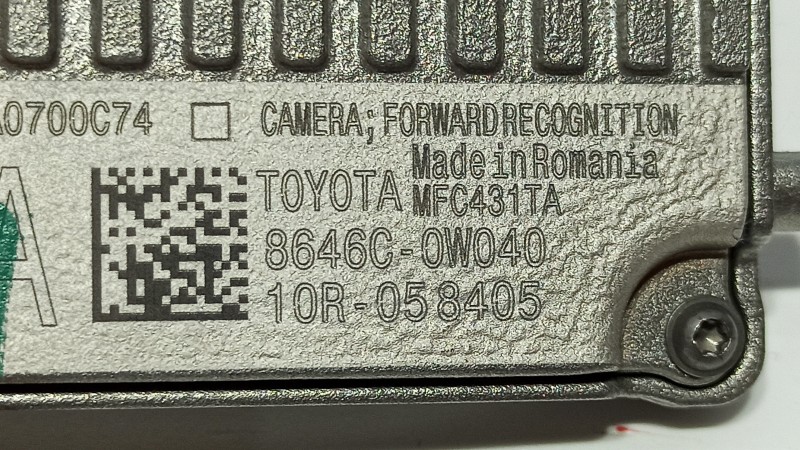 A0700C74 CAMERA; FORWARD RECOGNITION
Made in Romania
TOYOTA MFC431TA
8646C-0W040
10R-058405
A